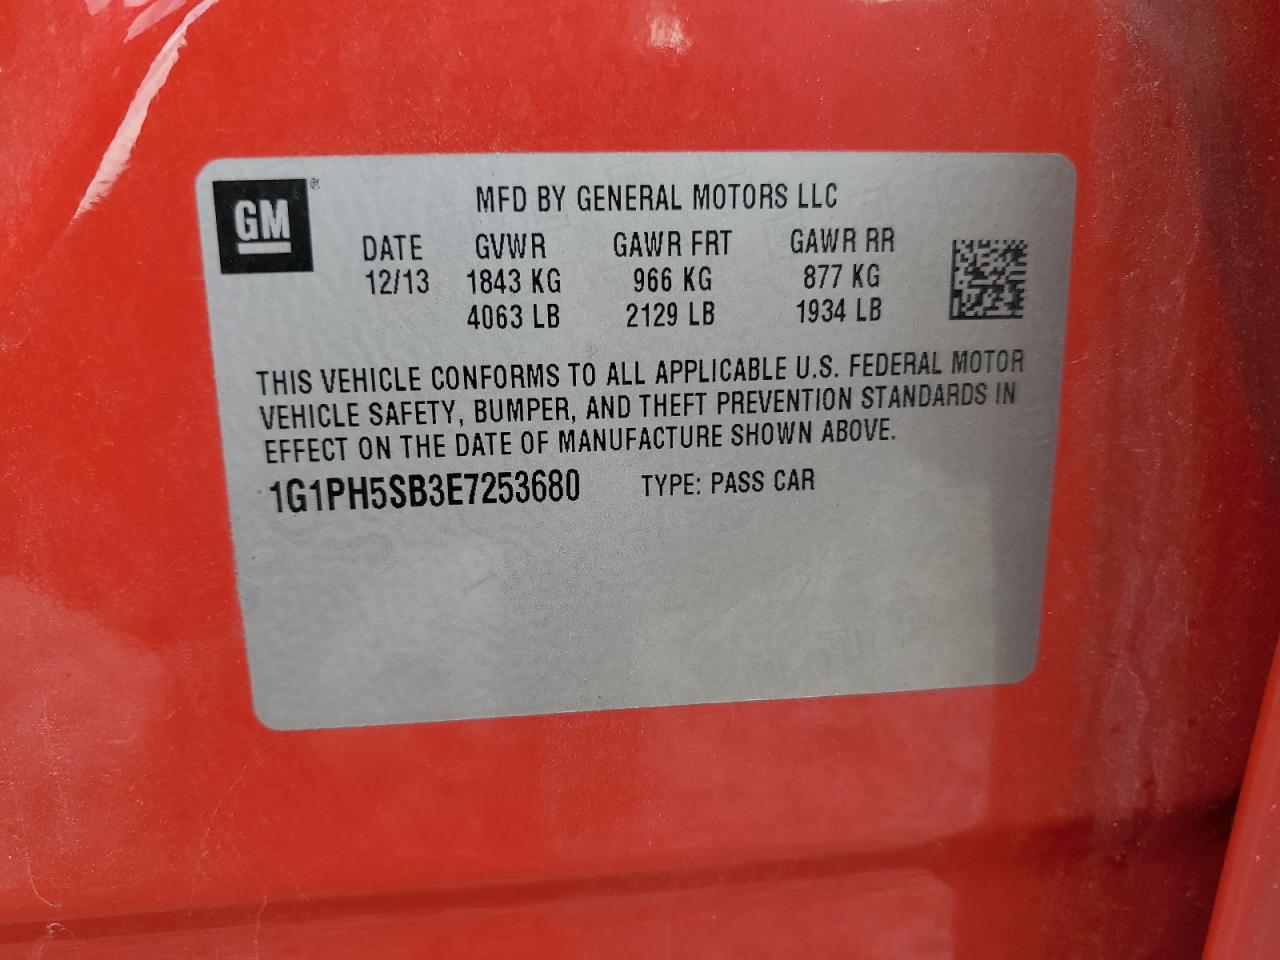 GM ®
MFD BY GENERAL MOTORS LLC
DATE GVWR GAWR FRT GAWR RR
12/13 1843 KG 966 KG 877 KG
4063 LB 2129 LB 1934 LB
THIS VEHICLE CONFORMS TO ALL APPLICABLE U.S. FEDERAL MOTOR
VEHICLE SAFETY, BUMPER, AND THEFT PREVENTION STANDARDS IN
EFFECT ON THE DATE OF MANUFACTURE SHOWN ABOVE.
1G1PH5SB3E7253680 TYPE: PASS CAR